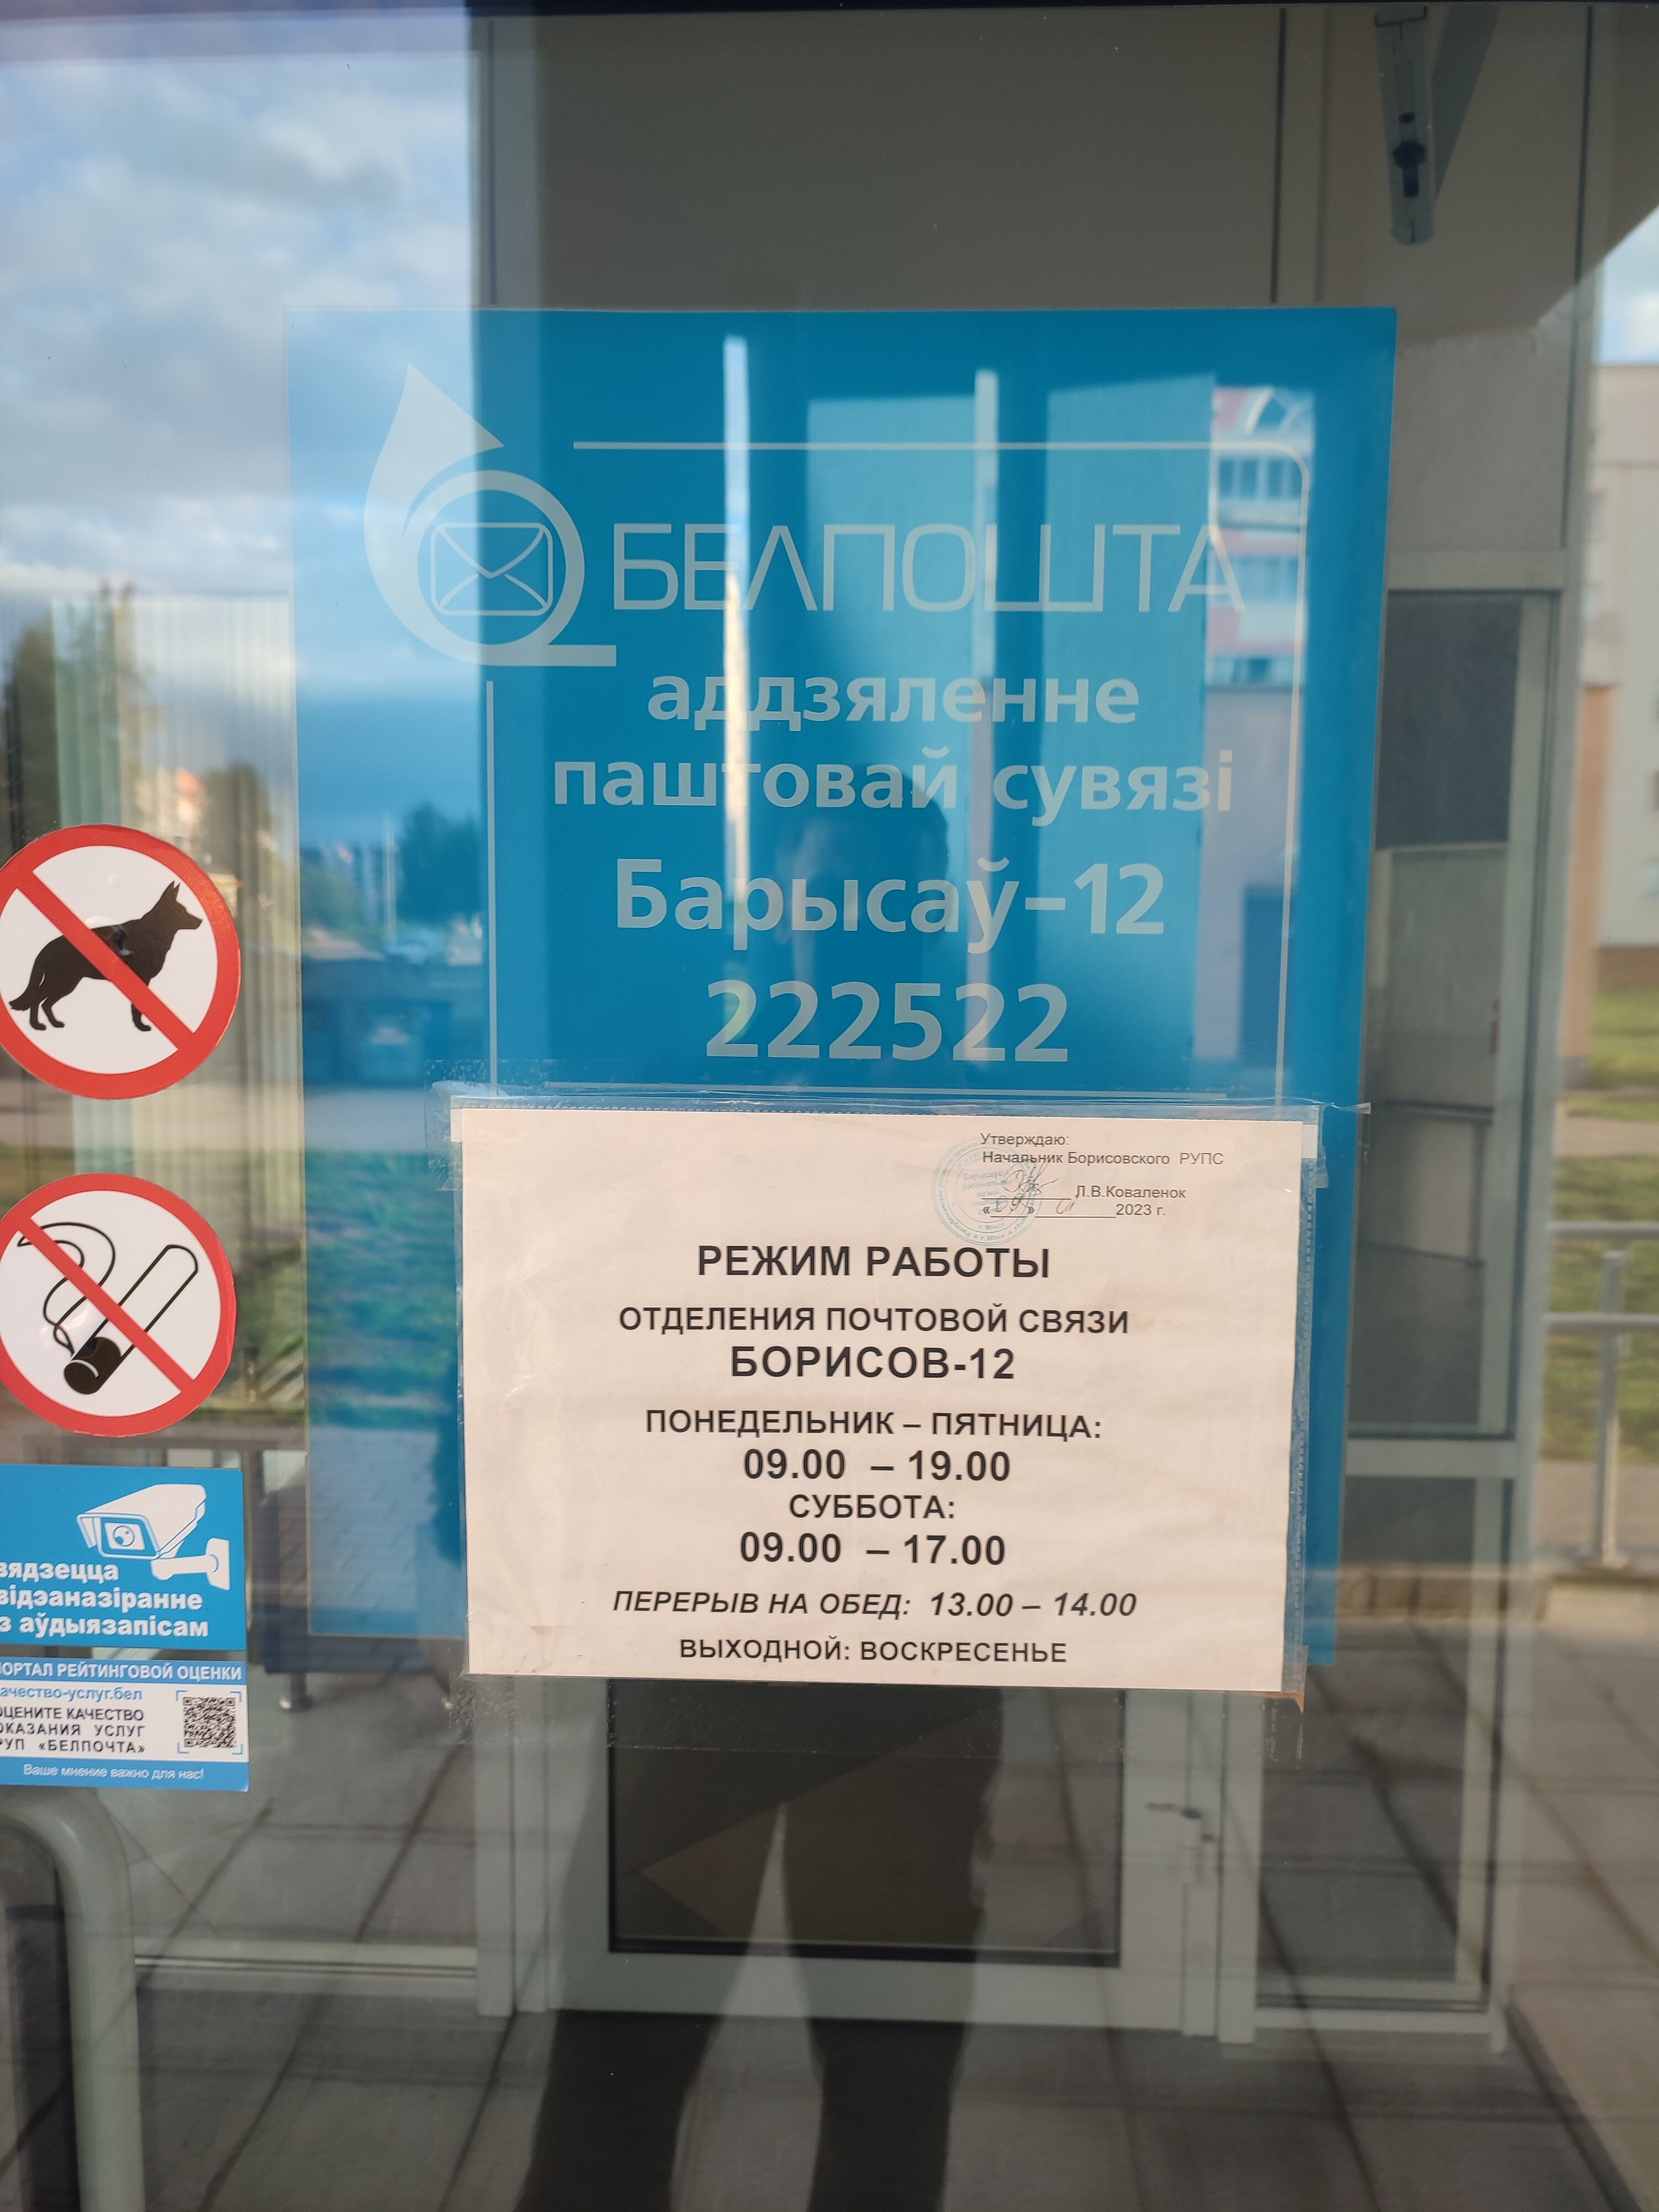 БЕЛПОШТА
аддзяленне
паштовай сувязі
Барысаў-12
222522
Утверждаю:
Начальник Борисовского РУПС
Л.В.Коваленок
«09» 2023 г.
РЕЖИМ РАБОТЫ
ОТДЕЛЕНИЯ ПОЧТОВОЙ СВЯЗИ
БОРИСОВ-12
ПОНЕДЕЛЬНИК – ПЯТНИЦА:
09.00 – 19.00
СУББОТА:
09.00 – 17.00
ПЕРЕРЫВ НА ОБЕД: 13.00 – 14.00
ВЫХОДНОЙ: ВОСКРЕСЕНЬЕ
вядзецца
відэаназіранне
з аўдыязапісам
ПОРТАЛ РЕЙТИНГОВОЙ ОЦЕНКИ
качество-услуг.бел
ОЦЕНИТЕ КАЧЕСТВО
ОКАЗАНИЯ УСЛУГ
РУП «БЕЛПОЧТА»
Ваше мнение важно для нас!